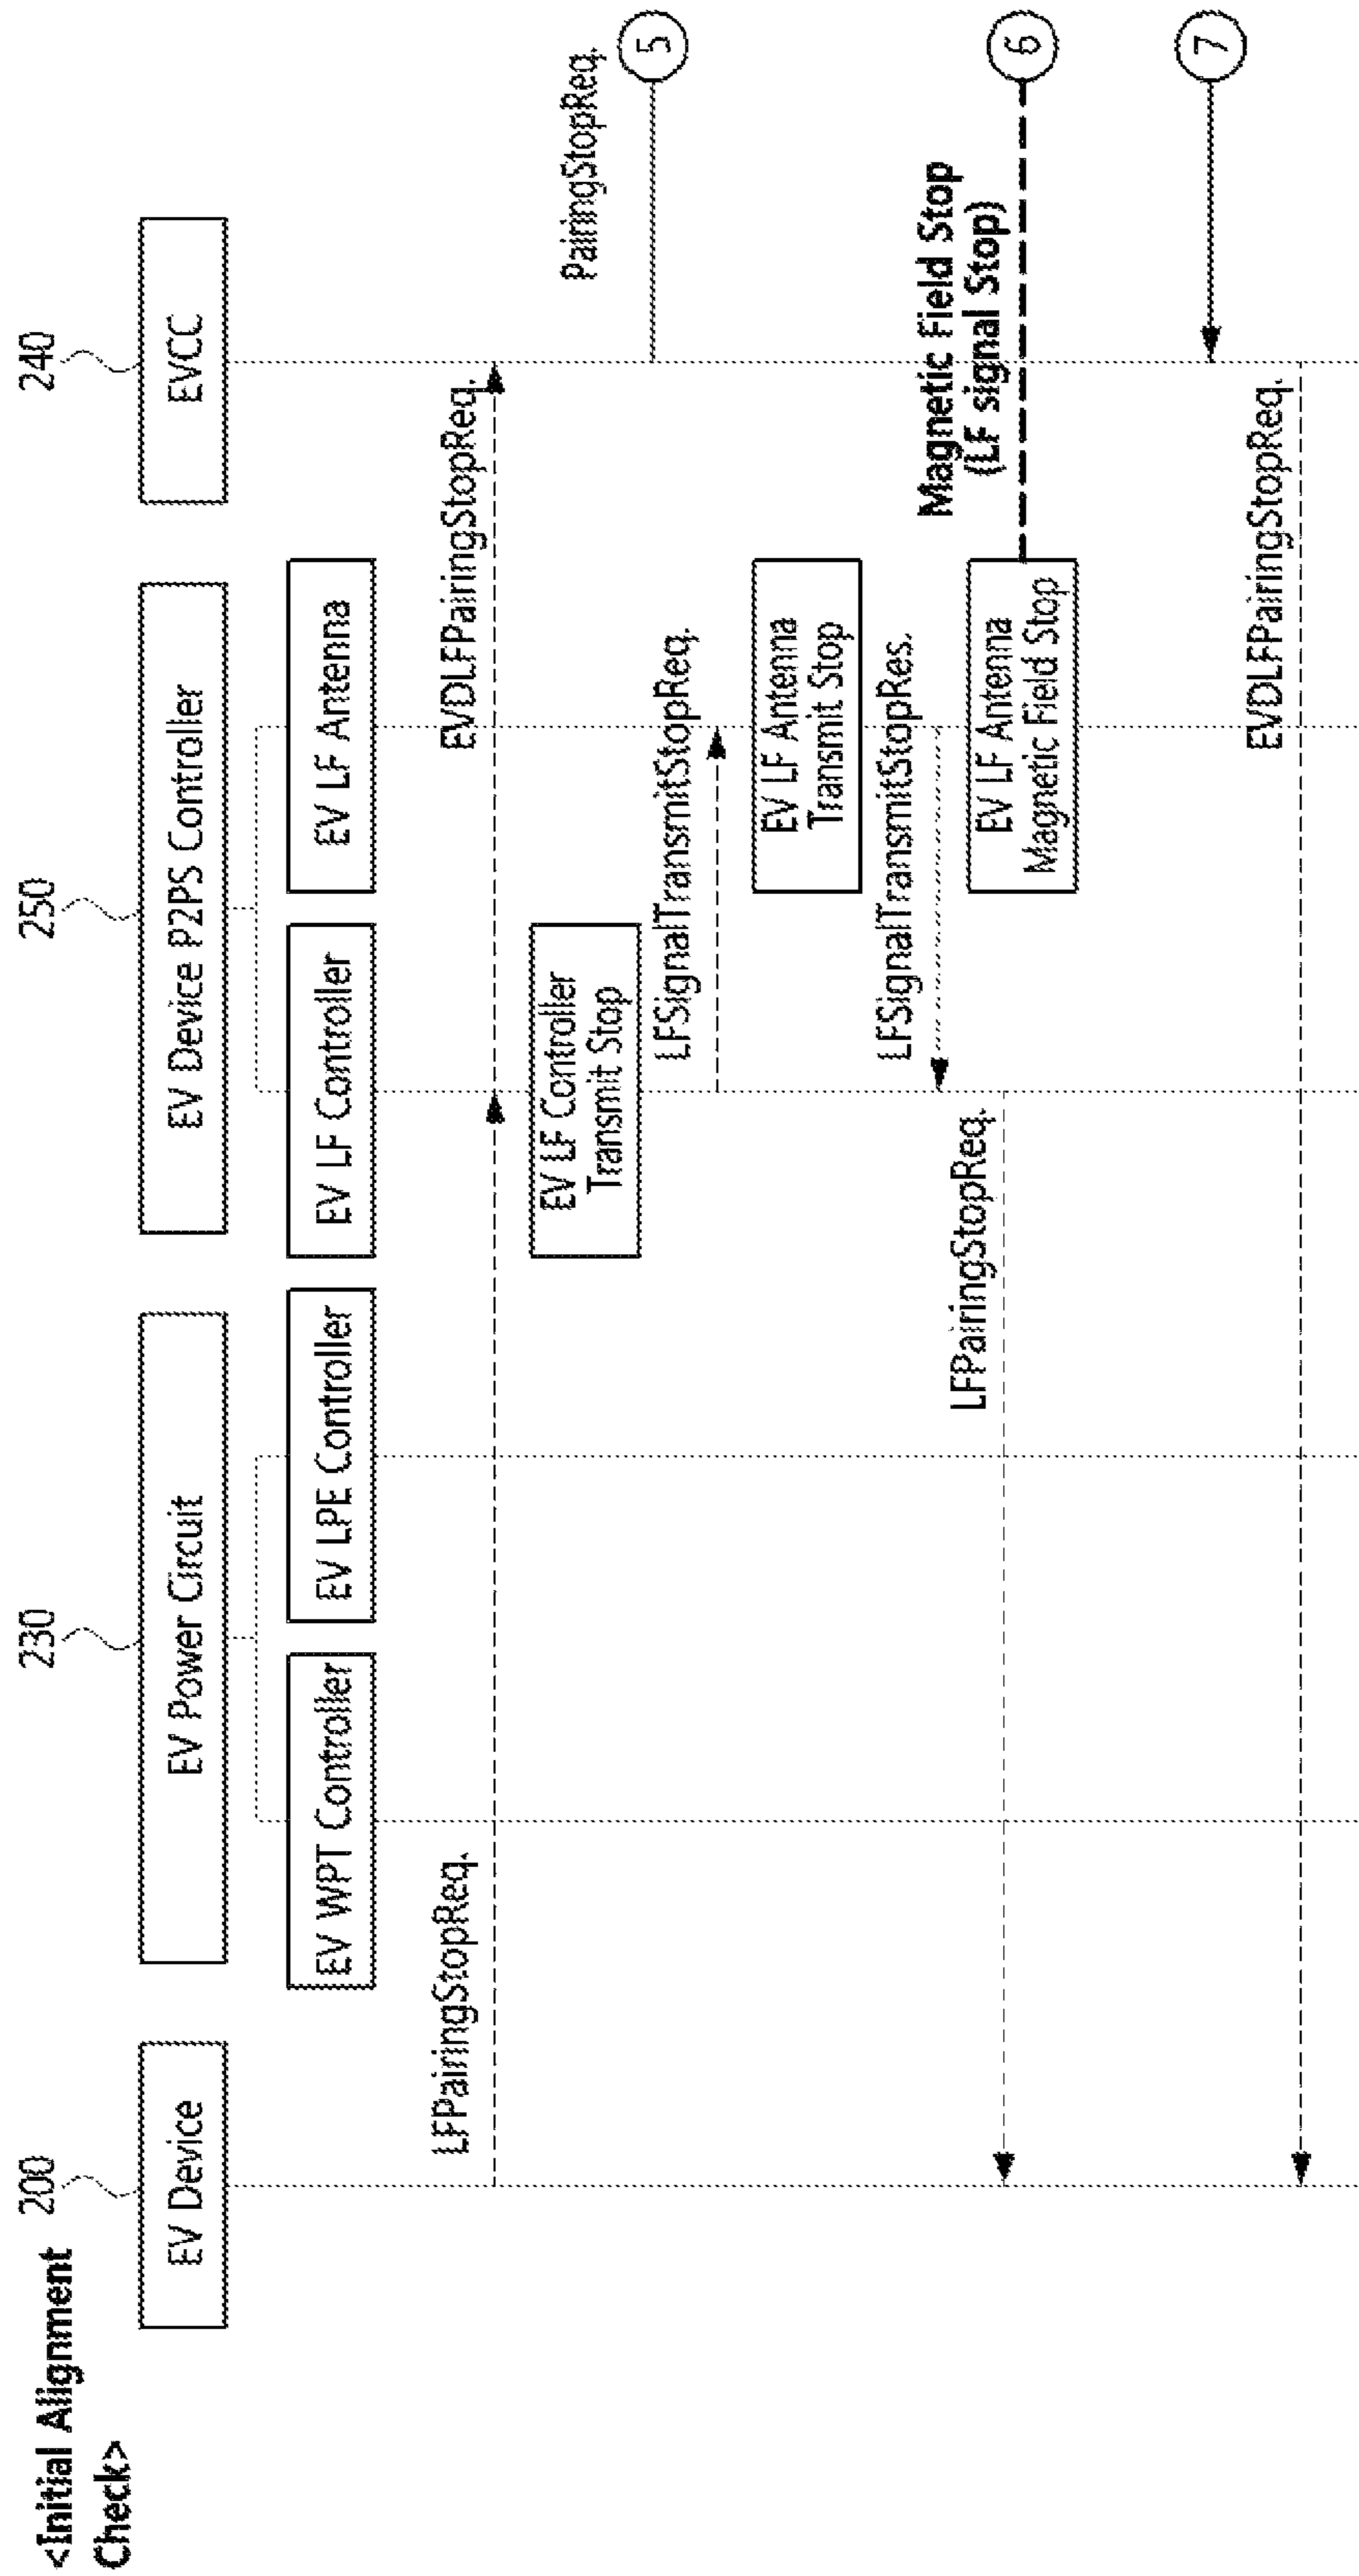 <Initial Alignment
Check>
200
230
250
240
EV Device
EV Power Circuit
EV Device P2PS Controller
EVCC
EV WPT Controller
EV LPE Controller
EV LF Controller
EV LF Antenna
LFPairingStopReq.
EVDLFPairingStopReq.
EV LF Controller
Transmit Stop
PairingStopReq.
5
LFSignalTransmitStopReq.
EV LF Antenna
Transmit Stop
LFSignalTransmitStopRes.
Magnetic Field Stop
(LF signal Stop)
LFPairingStopReq.
EV LF Antenna
Magnetic Field Stop
6
7
EVDLFPairingStopReq.